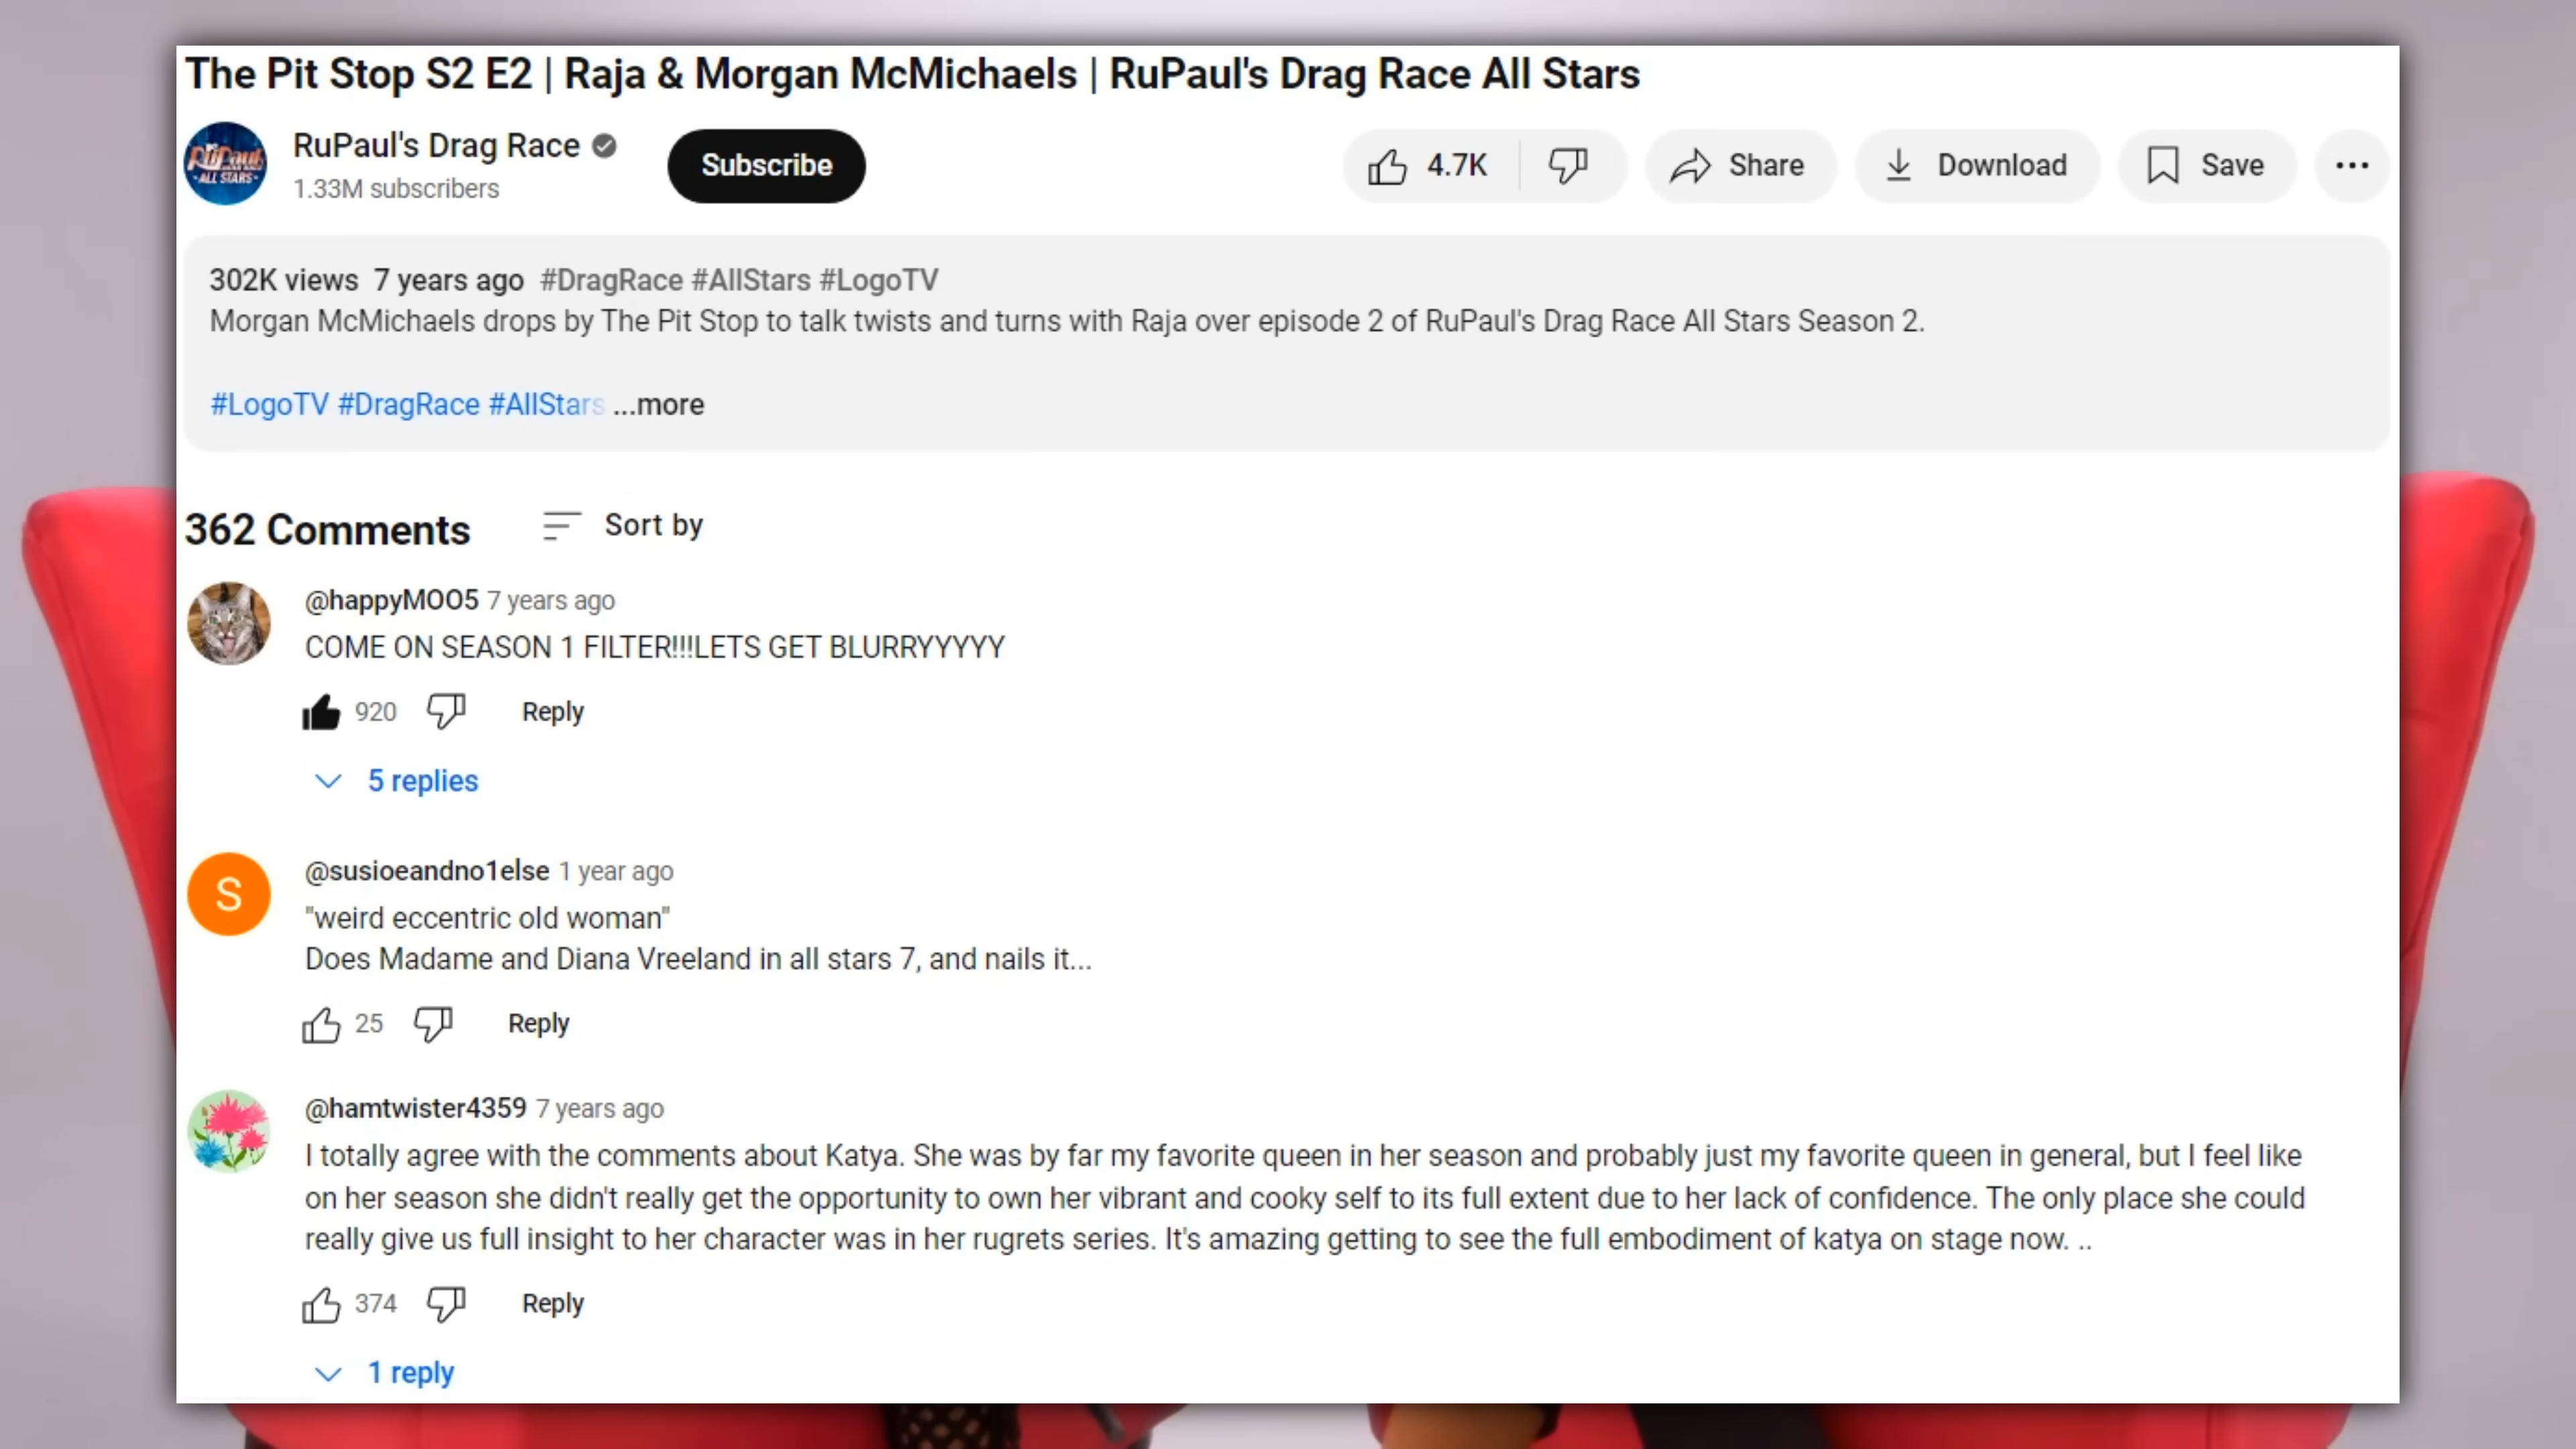 The Pit Stop S2 E2 | Raja & Morgan McMichaels | RuPaul's Drag Race All Stars
RuPaul ALL STARS
RuPaul's Drag Race
1.33M subscribers
Subscribe
4.7K
Share
Download
Save
302K views 7 years ago #DragRace #AllStars #LogoTV
Morgan McMichaels drops by The Pit Stop to talk twists and turns with Raja over episode 2 of RuPaul's Drag Race All Stars Season 2.
#LogoTV #DragRace #AllStars ...more
362 Comments
Sort by
@happyMOO5 7 years ago
COME ON SEASON 1 FILTER!!!LETS GET BLURRYYYYY
920
Reply
5 replies
S
@susioeandno1else 1 year ago
"weird eccentric old woman"
Does Madame and Diana Vreeland in all stars 7, and nails it...
25
Reply
@hamtwister4359 7 years ago
I totally agree with the comments about Katya. She was by far my favorite queen in her season and probably just my favorite queen in general, but I feel like
on her season she didn't really get the opportunity to own her vibrant and cooky self to its full extent due to her lack of confidence. The only place she could
really give us full insight to her character was in her rugrets series. It's amazing getting to see the full embodiment of katya on stage now. ..
374
Reply
1 reply